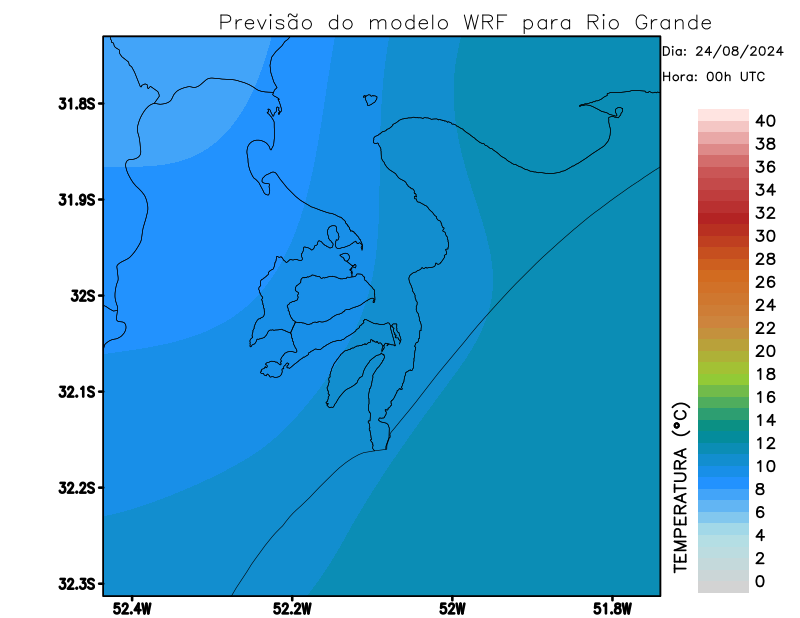 Previsão do modelo WRF para Rio Grande
Dia: 24/08/2024
Hora: 00h UTC
31.8S
31.9S
32S
32.1S
32.2S
32.3S
52.4W
52.2W
52W
51.8W
TEMPERATURA (°C)
40
38
36
34
32
30
28
26
24
22
20
18
16
14
12
10
8
6
4
2
0